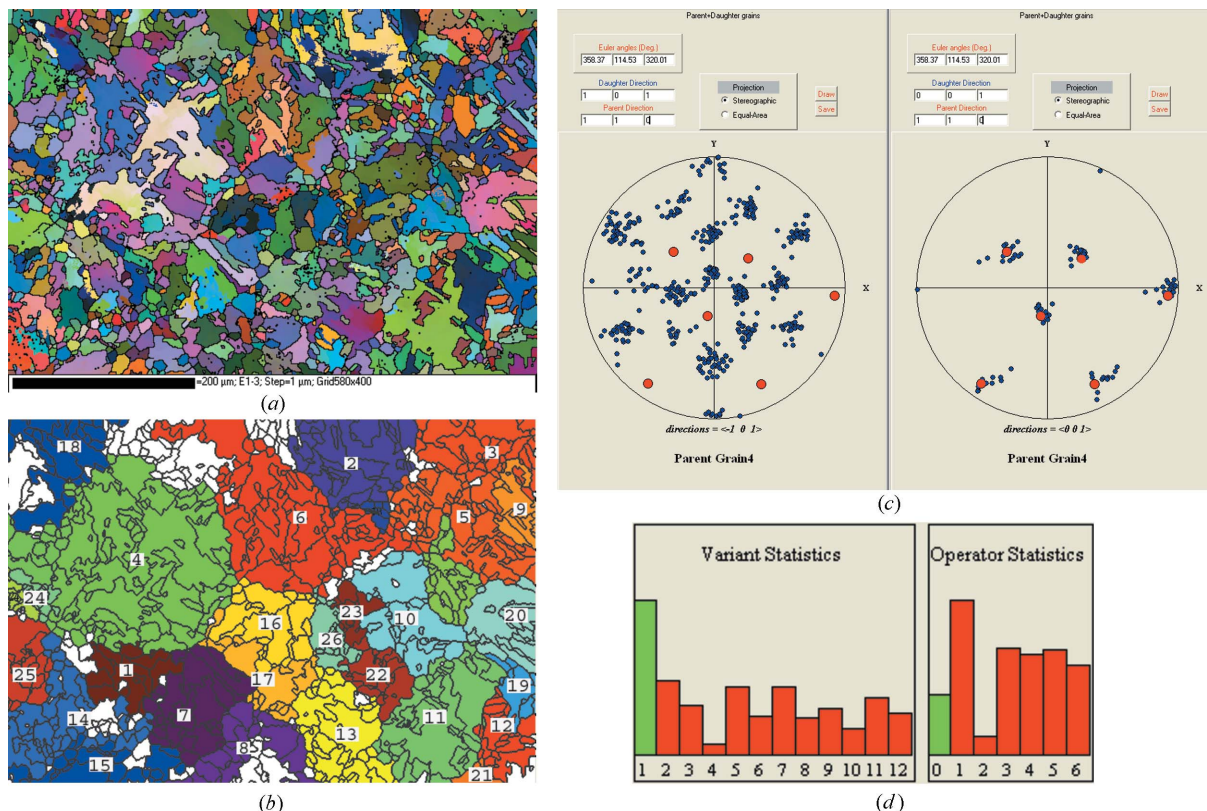 (a)
=200 µm; E1-3; Step=1 µm; Grid580x400
(b)
18
2
3
6
5
9
4
24
23
10
20
16
26
1
25
17
22
19
14
7
11
12
13
8
15
21
Parent+Daughter grains
Euler angles (Deg.)
358.37 114.53 320.01
Daughter Direction
1 0 1
Parent Direction
1 1 0
Projection
Stereographic
Equal-Area
Draw
Save
Y
X
directions = <-1 0 1>
Parent Grain4
Parent+Daughter grains
Euler angles (Deg.)
358.37 114.53 320.01
Daughter Direction
0 0 1
Parent Direction
1 1 0
Projection
Stereographic
Equal-Area
Draw
Save
Y
X
directions = <0 0 1>
Parent Grain4
(c)
Variant Statistics
1 2 3 4 5 6 7 8 9 10 11 12
Operator Statistics
0 1 2 3 4 5 6
(d)